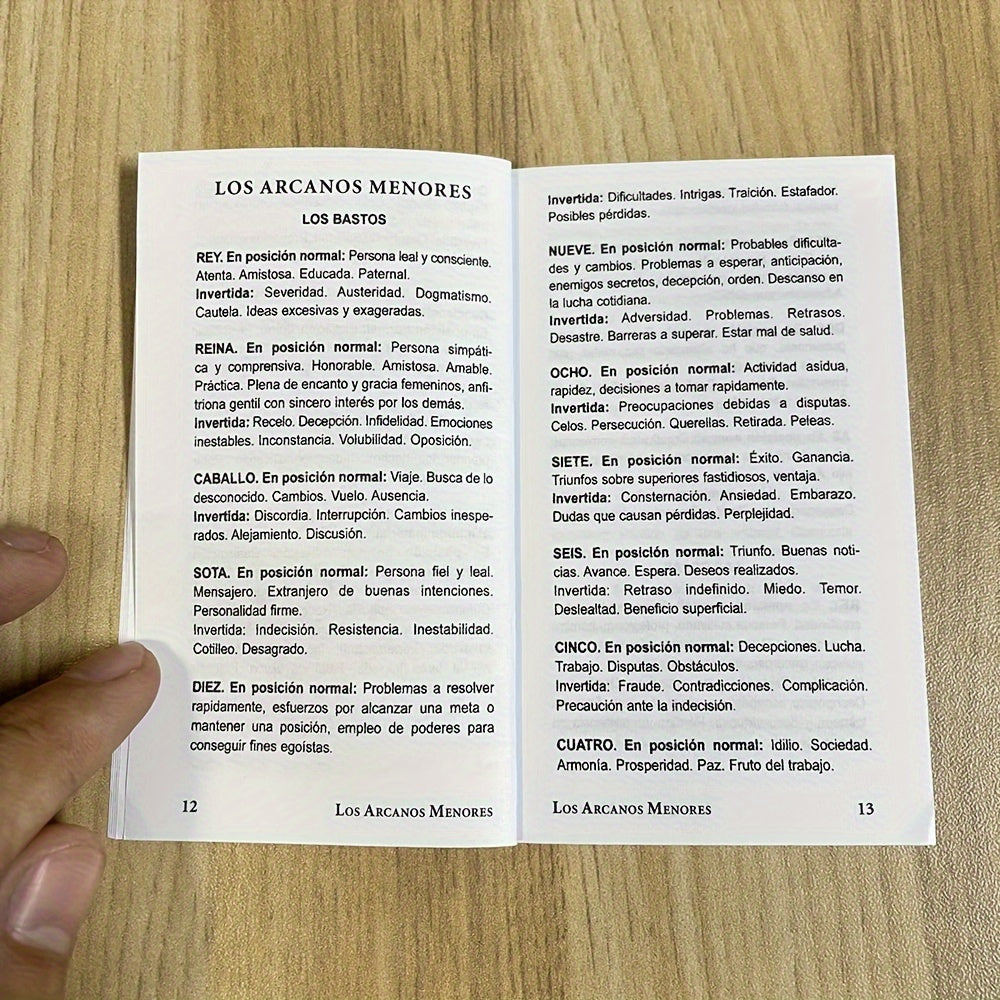 LOS ARCANOS MENORES
LOS BASTOS
REY. En posición normal: Persona leal y consciente.
Atenta. Amistosa. Educada. Paternal.
Invertida: Severidad. Austeridad. Dogmatismo.
Cautela. Ideas excesivas y exageradas.
REINA. En posición normal: Persona simpáti-
ca y comprensiva. Honorable. Amistosa. Amable.
Práctica. Plena de encanto y gracia femeninos, anfi-
triona gentil con sincero interés por los demás.
Invertida: Recelo. Decepción. Infidelidad. Emociones
inestables. Inconstancia. Volubilidad. Oposición.
CABALLO. En posición normal: Viaje. Busca de lo
desconocido. Cambios. Vuelo. Ausencia.
Invertida: Discordia. Interrupción. Cambios inespe-
rados. Alejamiento. Discusión.
SOTA. En posición normal: Persona fiel y leal.
Mensajero. Extranjero de buenas intenciones.
Personalidad firme.
Invertida: Indecisión. Resistencia. Inestabilidad.
Cotilleo. Desagrado.
DIEZ. En posición normal: Problemas a resolver
rapidamente, esfuerzos por alcanzar una meta o
mantener una posición, empleo de poderes para
conseguir fines egoístas.
12
LOS ARCANOS MENORES
Invertida: Dificultades. Intrigas. Traición. Estafador.
Posibles pérdidas.
NUEVE. En posición normal: Probables dificulta-
des y cambios. Problemas a esperar, anticipación,
enemigos secretos, decepción, orden. Descanso en
la lucha cotidiana.
Invertida: Adversidad. Problemas. Retrasos.
Desastre. Barreras a superar. Estar mal de salud.
OCHO. En posición normal: Actividad asidua,
rapidez, decisiones a tomar rapidamente.
Invertida: Preocupaciones debidas a disputas.
Celos. Persecución. Querellas. Retirada. Peleas.
SIETE. En posición normal: Éxito. Ganancia.
Triunfos sobre superiores fastidiosos, ventaja.
Invertida: Consternación. Ansiedad. Embarazo.
Dudas que causan pérdidas. Perplejidad.
SEIS. En posición normal: Triunfo. Buenas noti-
cias. Avance. Espera. Deseos realizados.
Invertida: Retraso indefinido. Miedo. Temor.
Deslealtad. Beneficio superficial.
CINCO. En posición normal: Decepciones. Lucha.
Trabajo. Disputas. Obstáculos.
Invertida: Fraude. Contradicciones. Complicación.
Precaución ante la indecisión.
CUATRO. En posición normal: Idilio. Sociedad.
Armonía. Prosperidad. Paz. Fruto del trabajo.
LOS ARCANOS MENORES
13